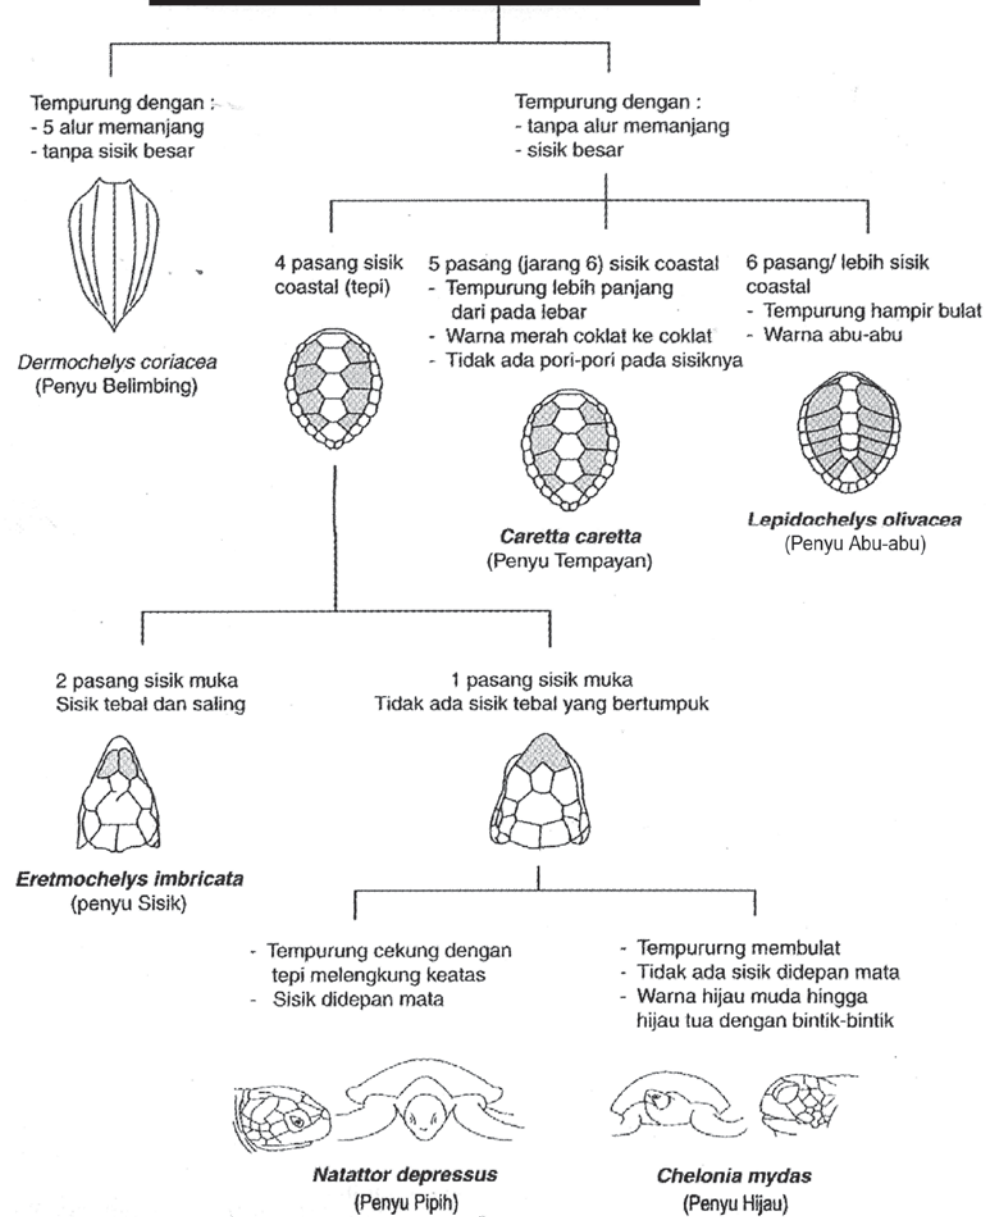 Tempurung dengan :
- 5 alur memanjang
- tanpa sisik besar
Dermochelys coriacea
(Penyu Belimbing)
Tempurung dengan :
- tanpa alur memanjang
- sisik besar
4 pasang sisik
coastal (tepi)
5 pasang (jarang 6) sisik coastal
- Tempurung lebih panjang
dari pada lebar
- Warna merah coklat ke coklat
- Tidak ada pori-pori pada sisiknya
Caretta caretta
(Penyu Tempayan)
6 pasang/ lebih sisik
coastal
- Tempurung hampir bulat
- Warna abu-abu
Lepidochelys olivacea
(Penyu Abu-abu)
2 pasang sisik muka
Sisik tebal dan saling
Eretmochelys imbricata
(penyu Sisik)
1 pasang sisik muka
Tidak ada sisik tebal yang bertumpuk
- Tempurung cekung dengan
tepi melengkung keatas
- Sisik didepan mata
Natattor depressus
(Penyu Pipih)
- Tempururng membulat
- Tidak ada sisik didepan mata
- Warna hijau muda hingga
hijau tua dengan bintik-bintik
Chelonia mydas
(Penyu Hijau)